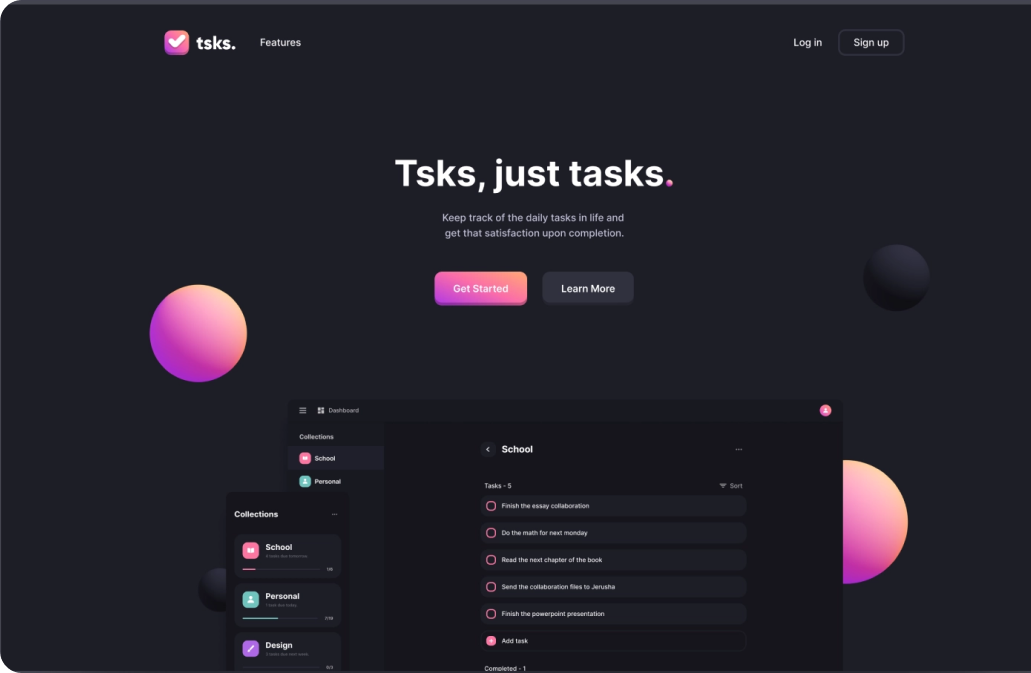 tsks.
Features
Log in
Sign up
Tsks, just tasks.
Keep track of the daily tasks in life and
get that satisfaction upon completion.
Get Started
Learn More
Dashboard
Collections
School
Personal
School
Tasks - 5
Sort
Finish the essay collaboration
Do the math for next monday
Read the next chapter of the book
Send the collaboration files to Jerusha
Finish the powerpoint presentation
Add task
Completed - 1
Collections
School
Personal
Design